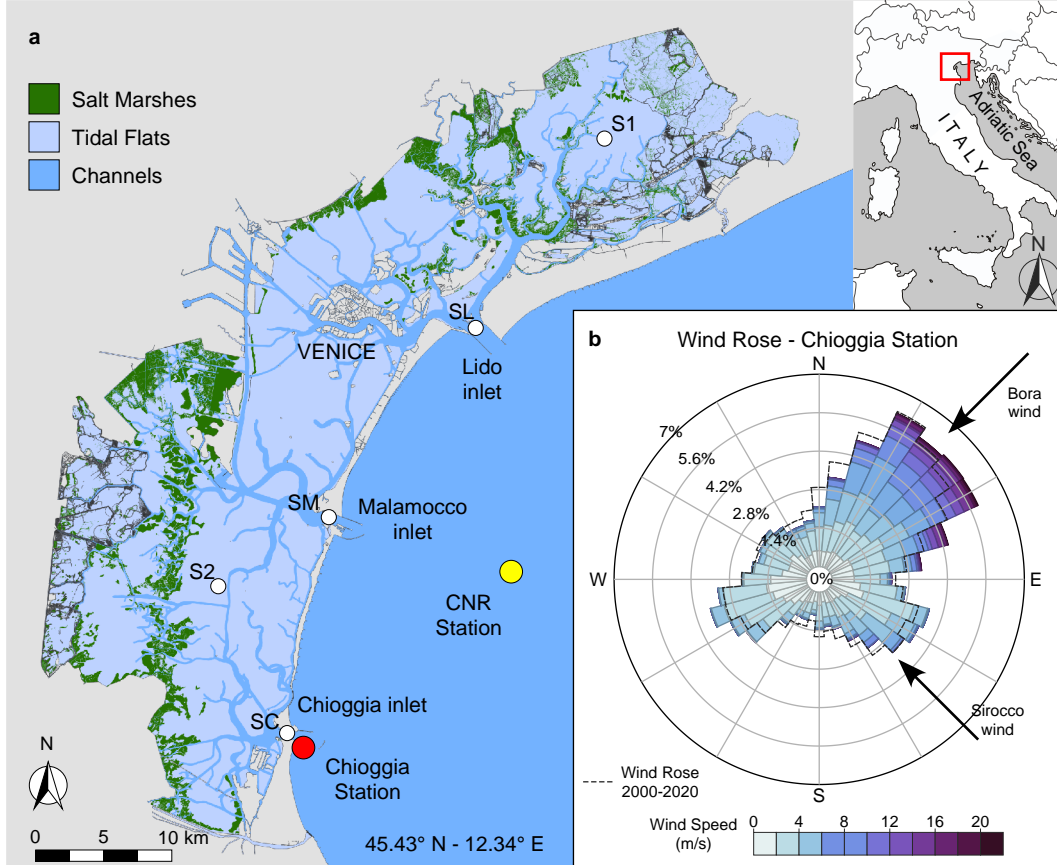 a
Salt Marshes
Tidal Flats
Channels
S1
SL
VENICE
Lido
inlet
SM
Malamocco
inlet
S2
CNR
Station
Chioggia inlet
SC
Chioggia
Station
N
0 5 10 km
45.43° N - 12.34° E
ITALY
Adriatic Sea
N
b
Wind Rose - Chioggia Station
N
Bora
wind
7%
5.6%
4.2%
2.8%
1.4%
0%
W
E
Sirocco
wind
S
Wind Rose
2000-2020
Wind Speed
(m/s)
0 4 8 12 16 20